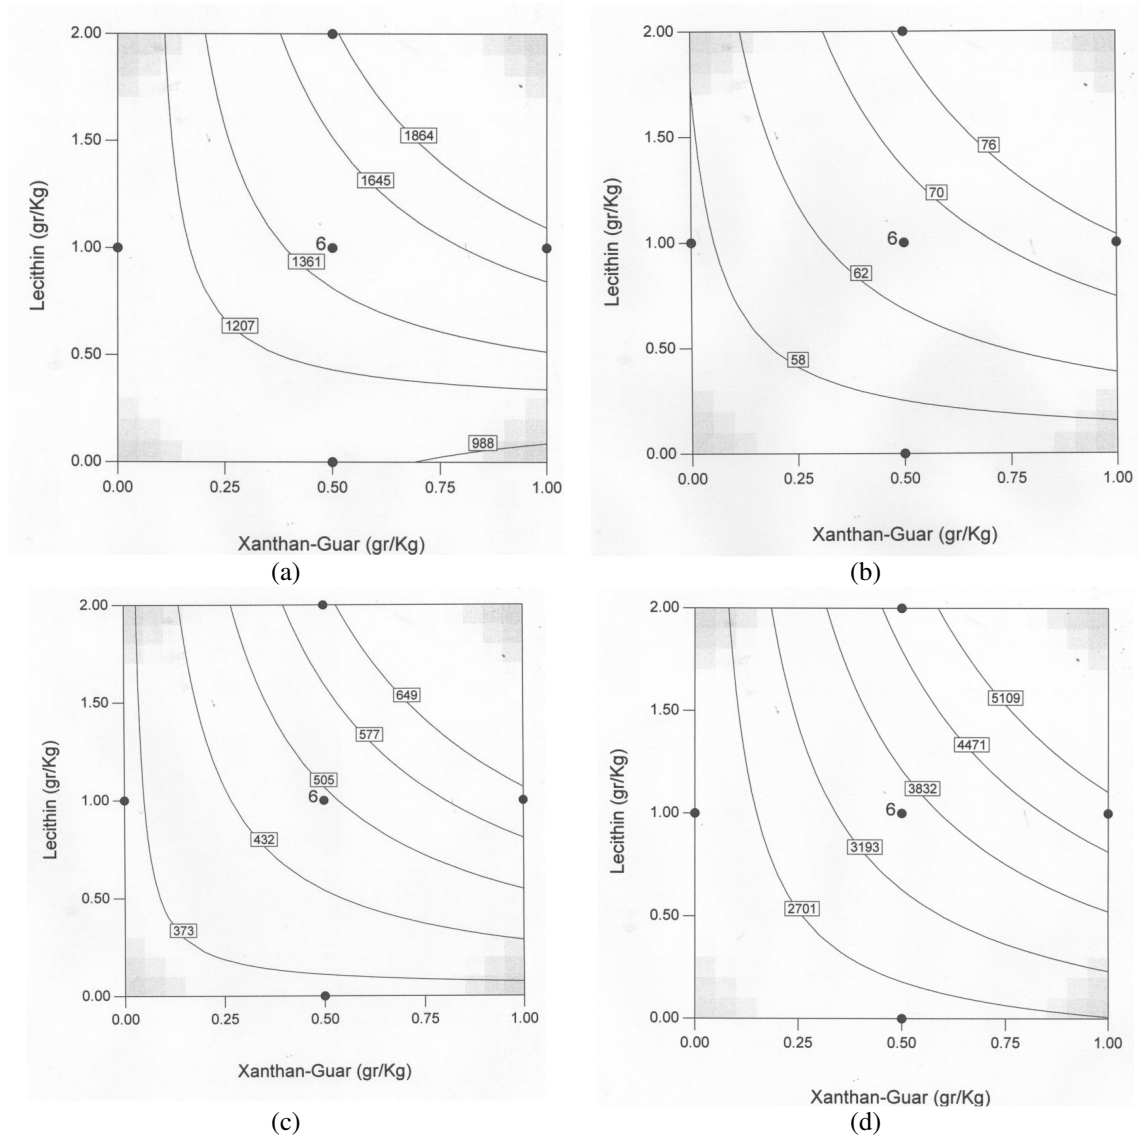 2.00
1.50
1.00
0.50
0.00
Lecithin (gr/Kg)
1864
1645
6
1361
1207
988
0.00 0.25 0.50 0.75 1.00
Xanthan-Guar (gr/Kg)
(a)
2.00
1.50
1.00
0.50
0.00
Lecithin (gr/Kg)
76
70
6
62
58
0.00 0.25 0.50 0.75 1.00
Xanthan-Guar (gr/Kg)
(b)
2.00
1.50
1.00
0.50
0.00
Lecithin (gr/Kg)
649
577
505
6
432
373
0.00 0.25 0.50 0.75 1.00
Xanthan-Guar (gr/Kg)
(c)
2.00
1.50
1.00
0.50
0.00
Lecithin (gr/Kg)
5109
4471
3832
6
3193
2701
0.00 0.25 0.50 0.75 1.00
Xanthan-Guar (gr/Kg)
(d)